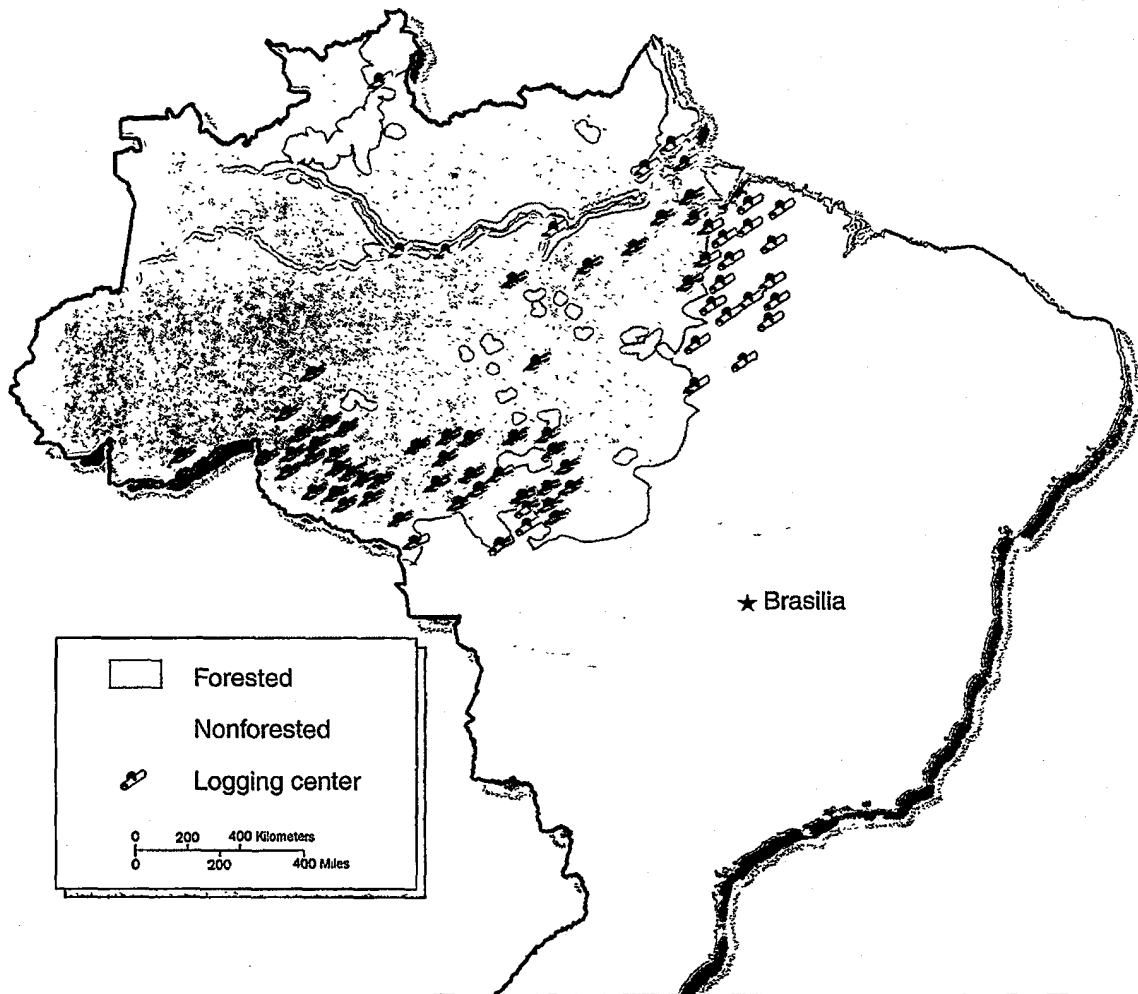 Brasilia
Forested
Nonforested
Logging center
0 200 400 Kilometers
0 200 400 Miles